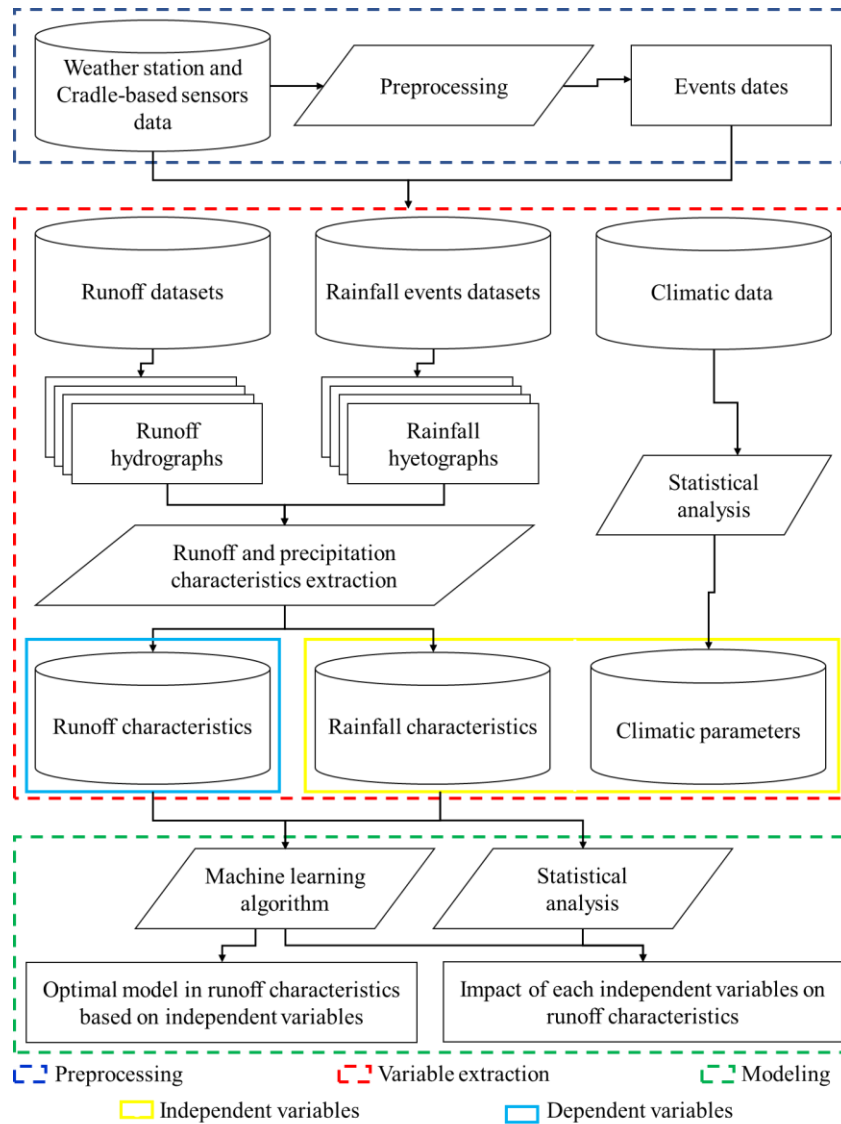 Weather station and
Cradle-based sensors
data
Preprocessing
Events dates
Runoff datasets
Rainfall events datasets
Climatic data
Runoff
hydrographs
Rainfall
hyetographs
Statistical
analysis
Runoff and precipitation
characteristics extraction
Runoff characteristics
Rainfall characteristics
Climatic parameters
Machine learning
algorithm
Statistical
analysis
Optimal model in runoff characteristics
based on independent variables
Impact of each independent variables on
runoff characteristics
Preprocessing
Variable extraction
Modeling
Independent variables
Dependent variables